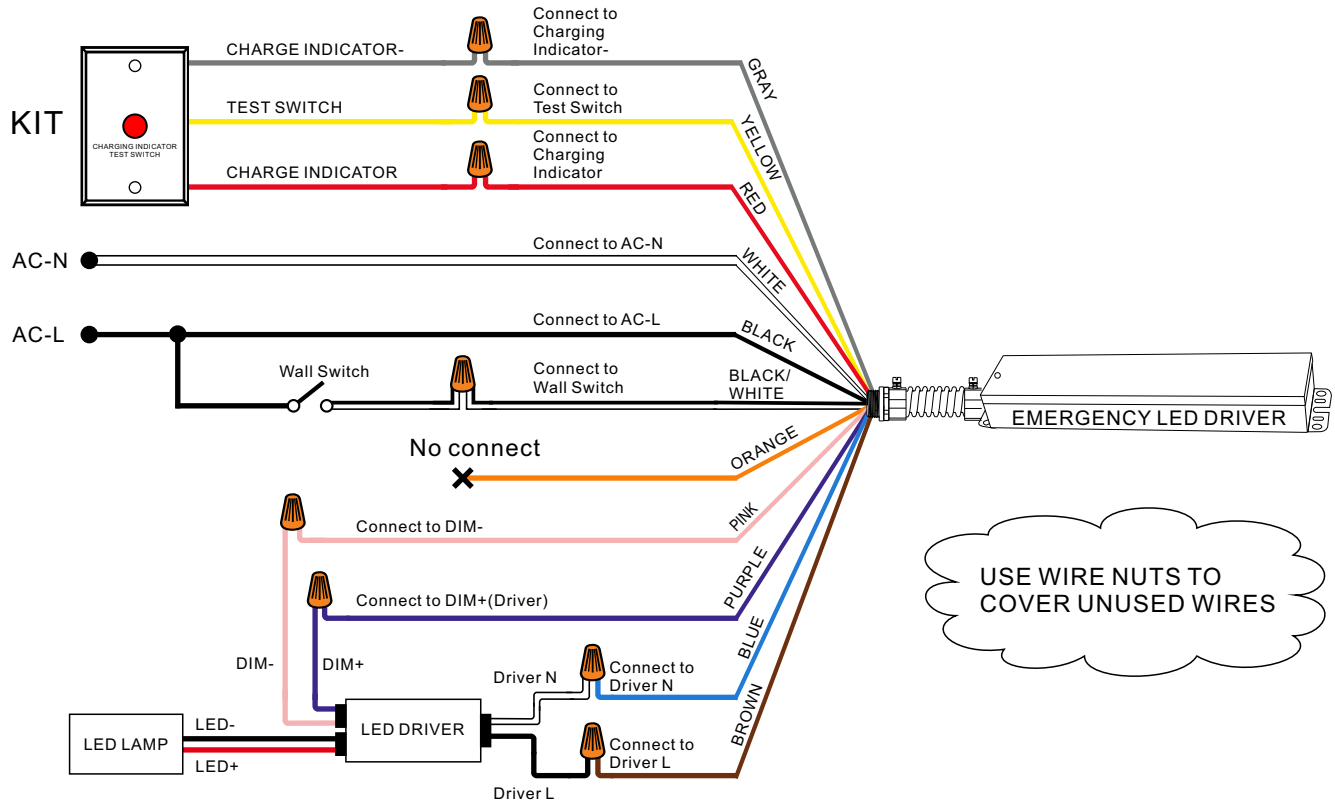 KIT
CHARGING INDICATOR
TEST SWITCH
CHARGE INDICATOR-
Connect to
Charging
Indicator-
GRAY
TEST SWITCH
Connect to
Test Switch
YELLOW
CHARGE INDICATOR
Connect to
Charging
Indicator
RED
AC-N
Connect to AC-N
WHITE
AC-L
Connect to AC-L
BLACK
Wall Switch
Connect to
Wall Switch
BLACK/
WHITE
EMERGENCY LED DRIVER
No connect
ORANGE
Connect to DIM-
PINK
Connect to DIM+(Driver)
PURPLE
USE WIRE NUTS TO
COVER UNUSED WIRES
DIM-
DIM+
Driver N
Connect to
Driver N
BLUE
LED LAMP
LED-
LED+
LED DRIVER
Driver L
Connect to
Driver L
BROWN